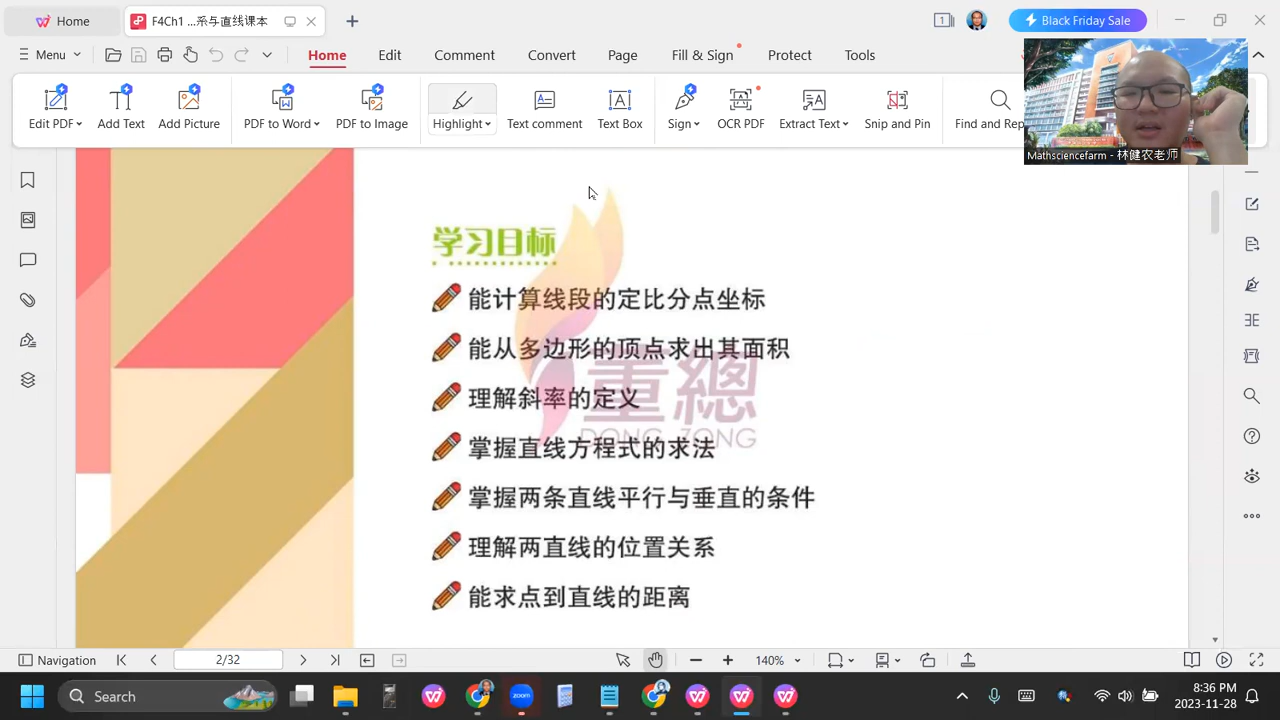 Home
F4Ch1 ...系与直线课本
1
Black Friday Sale
Menu
Home
Edit
Comment
Convert
Page
Fill & Sign
Protect
Tools
Edit PDF
Add Text
Add Picture
PDF to Word
PDF to Image
Highlight
Text comment
Text Box
Sign
OCR PDF
Extract Text
Snip and Pin
Find and Rep
Mathsciencefarm - 林健农老师
学习目标
能计算线段的定比分点坐标
能从多边形的顶点求出其面积
理解斜率的定义
掌握直线方程式的求法
掌握两条直线平行与垂直的条件
理解两直线的位置关系
能求点到直线的距离
董總
DONG ZONG
Navigation
2/32
140%
Search
zoom
8:36 PM
2023-11-28